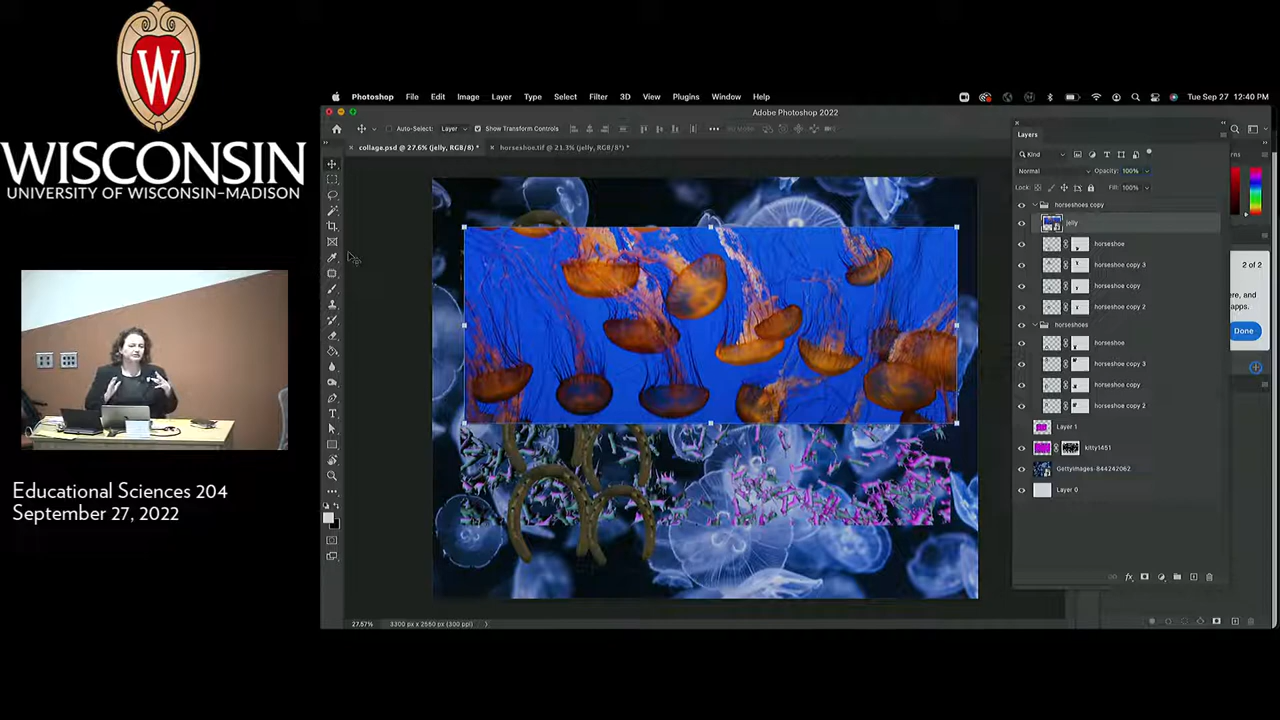 W
WISCONSIN
UNIVERSITY OF WISCONSIN-MADISON
Educational Sciences 204
September 27, 2022
Photoshop File Edit Image Layer Type Select Filter 3D View Plugins Window Help
Tue Sep 27 12:40 PM
Adobe Photoshop 2022
Auto-Select: Layer Show Transform Controls
collage.psd @ 27.6% (jelly, RGB/8) *
horseshoe.tif @ 21.3% (jelly, RGB/8*) *
Layers
Kind
Normal Opacity: 100%
Lock: Fill: 100%
horseshoes copy
jelly
horseshoe
horseshoe copy 3
horseshoe copy
horseshoe copy 2
horseshoes
horseshoe
horseshoe copy 3
horseshoe copy
horseshoe copy 2
Layer 1
kitty1451
GettyImages-844242062
Layer 0
fx
rns
2 of 2
ere, and
apps.
Done
27.57% 3300 px x 2550 px (300 ppi)